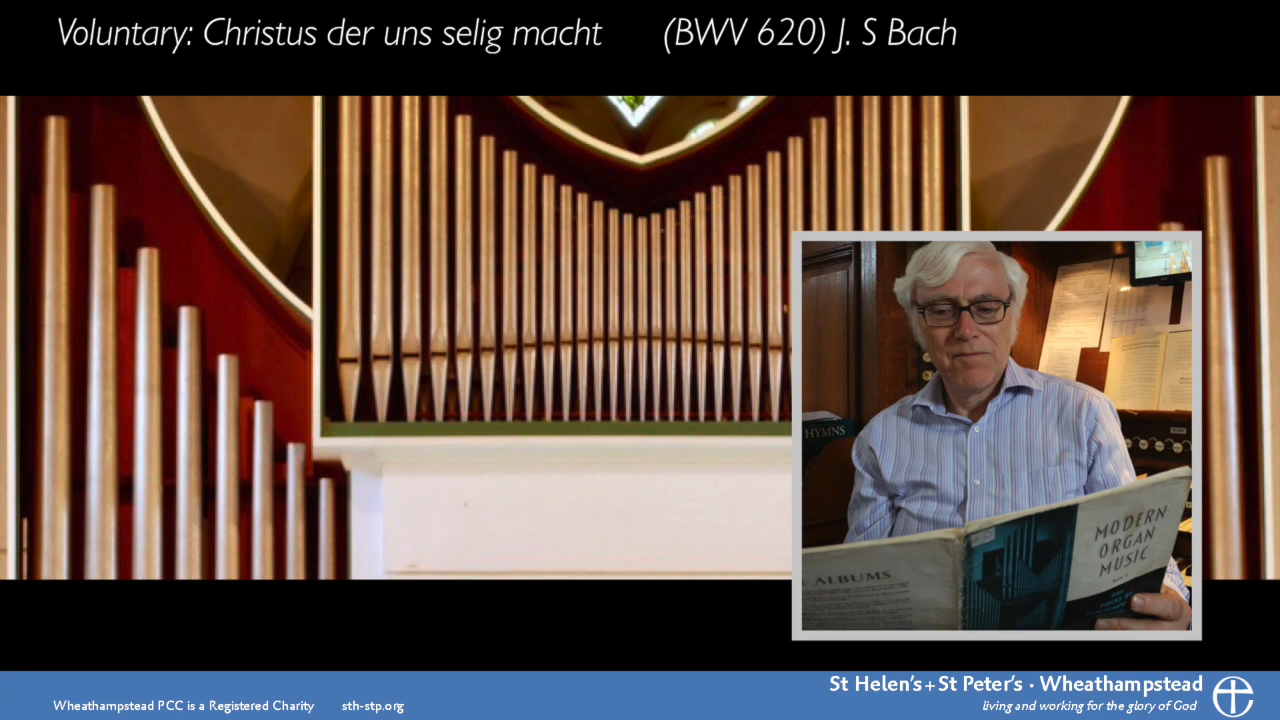 Voluntary: Christus der uns selig macht (BWV 620) J. S Bach
HYMNS
MODERN
ORGAN
MUSIC
ALBUMS
St Helen's + St Peter's · Wheathampstead
Wheathampstead PCC is a Registered Charity sth-stp.org
living and working for the glory of God